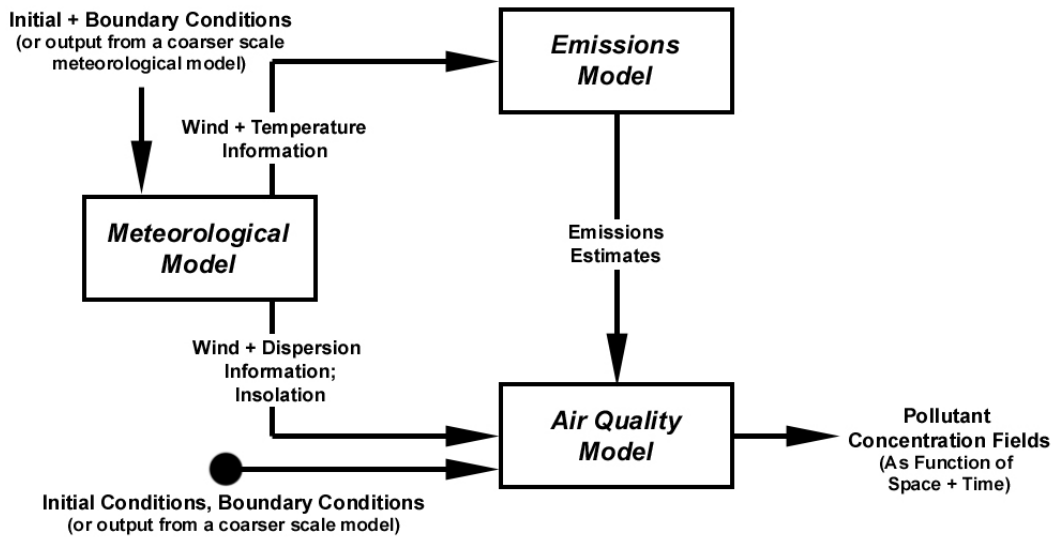 Initial + Boundary Conditions
(or output from a coarser scale
meteorological model)
Emissions
Model
Wind + Temperature
Information
Meteorological
Model
Emissions
Estimates
Wind + Dispersion
Information;
Insolation
Air Quality
Model
Pollutant
Concentration Fields
(As Function of
Space + Time)
Initial Conditions, Boundary Conditions
(or output from a coarser scale model)